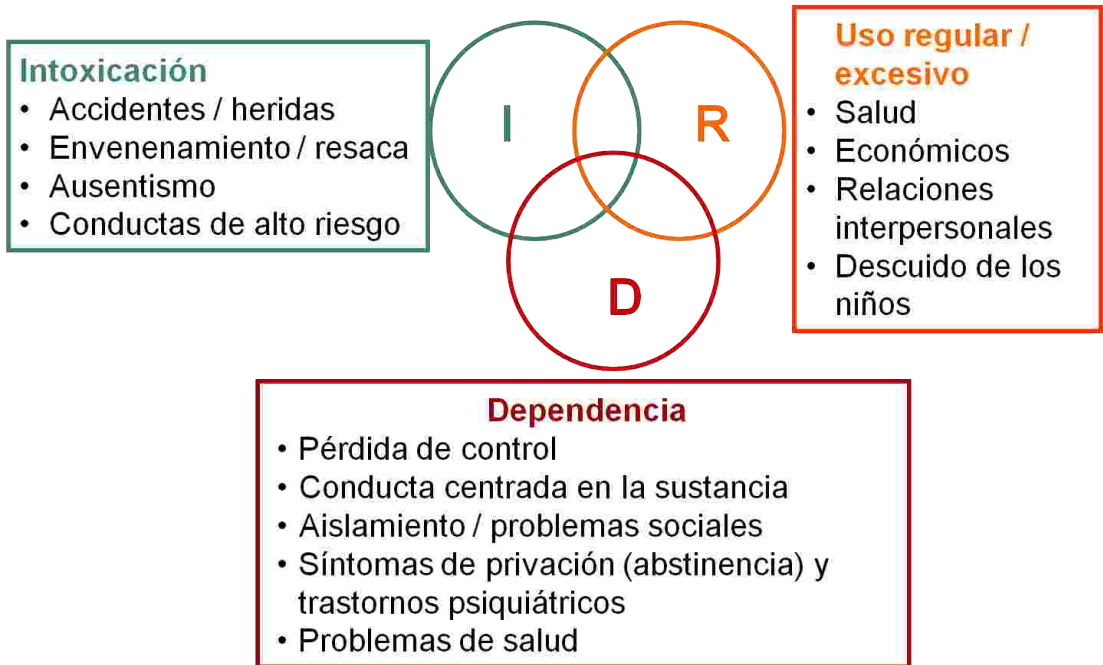 Intoxicación
• Accidentes / heridas
• Envenenamiento / resaca
• Ausentismo
• Conductas de alto riesgo
I
R
D
Uso regular /
excesivo
• Salud
• Económicos
• Relaciones
interpersonales
• Descuido de los
niños
Dependencia
• Pérdida de control
• Conducta centrada en la sustancia
• Aislamiento / problemas sociales
• Síntomas de privación (abstinencia) y
trastornos psiquiátricos
• Problemas de salud